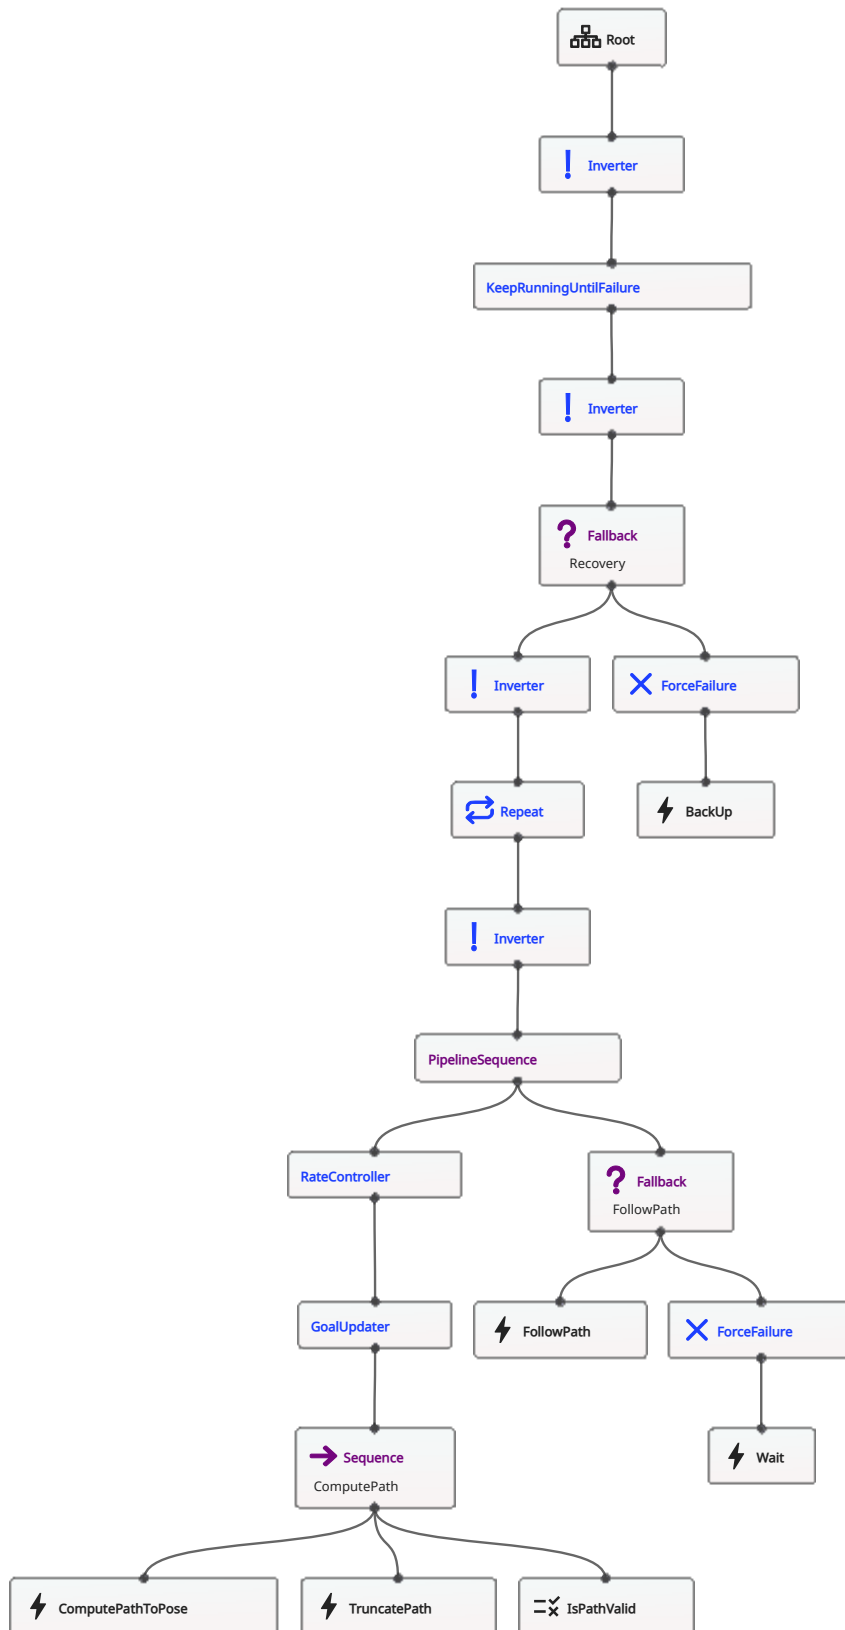 Root
Inverter
KeepRunningUntilFailure
Inverter
Fallback
Recovery
Inverter
ForceFailure
Repeat
BackUp
Inverter
PipelineSequence
RateController
Fallback
FollowPath
GoalUpdater
FollowPath
ForceFailure
Sequence
ComputePath
Wait
ComputePathToPose
TruncatePath
IsPathValid